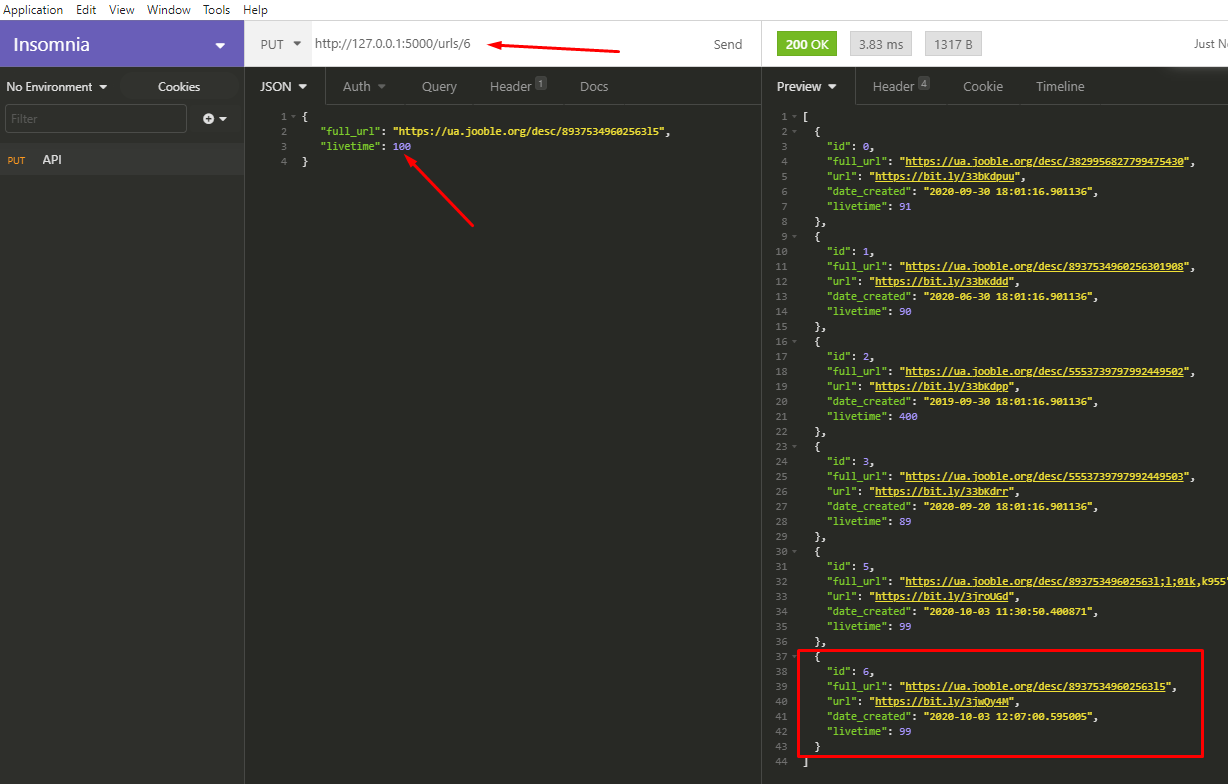 Application Edit View Window Tools Help
Insomnia
PUT http://127.0.0.1:5000/urls/6 Send
200 OK 3.83 ms 1317 B Just N
No Environment Cookies
JSON Auth Query Header 1 Docs
Preview Header 4 Cookie Timeline
Filter
PUT API
1 {
2 "full_url": "https://ua.jooble.org/desc/89375349602563l5",
3 "livetime": 100
4 }
1 [
2 {
3 "id": 0,
4 "full_url": "https://ua.jooble.org/desc/3829956827799475430",
5 "url": "https://bit.ly/33bKdpuu",
6 "date_created": "2020-09-30 18:01:16.901136",
7 "livetime": 91
8 },
9 {
10 "id": 1,
11 "full_url": "https://ua.jooble.org/desc/8937534960256301908",
12 "url": "https://bit.ly/33bKddd",
13 "date_created": "2020-06-30 18:01:16.901136",
14 "livetime": 90
15 },
16 {
17 "id": 2,
18 "full_url": "https://ua.jooble.org/desc/5553739797992449502",
19 "url": "https://bit.ly/33bKdpp",
20 "date_created": "2019-09-30 18:01:16.901136",
21 "livetime": 400
22 },
23 {
24 "id": 3,
25 "full_url": "https://ua.jooble.org/desc/5553739797992449503",
26 "url": "https://bit.ly/33bKdrr",
27 "date_created": "2020-09-20 18:01:16.901136",
28 "livetime": 89
29 },
30 {
31 "id": 5,
32 "full_url": "https://ua.jooble.org/desc/89375349602563l;l;01k,k955"
33 "url": "https://bit.ly/3jroUGd",
34 "date_created": "2020-10-03 11:30:50.400871",
35 "livetime": 99
36 },
37 {
38 "id": 6,
39 "full_url": "https://ua.jooble.org/desc/89375349602563l5",
40 "url": "https://bit.ly/3jwQy4M",
41 "date_created": "2020-10-03 12:07:00.595005",
42 "livetime": 99
43 }
44 ]